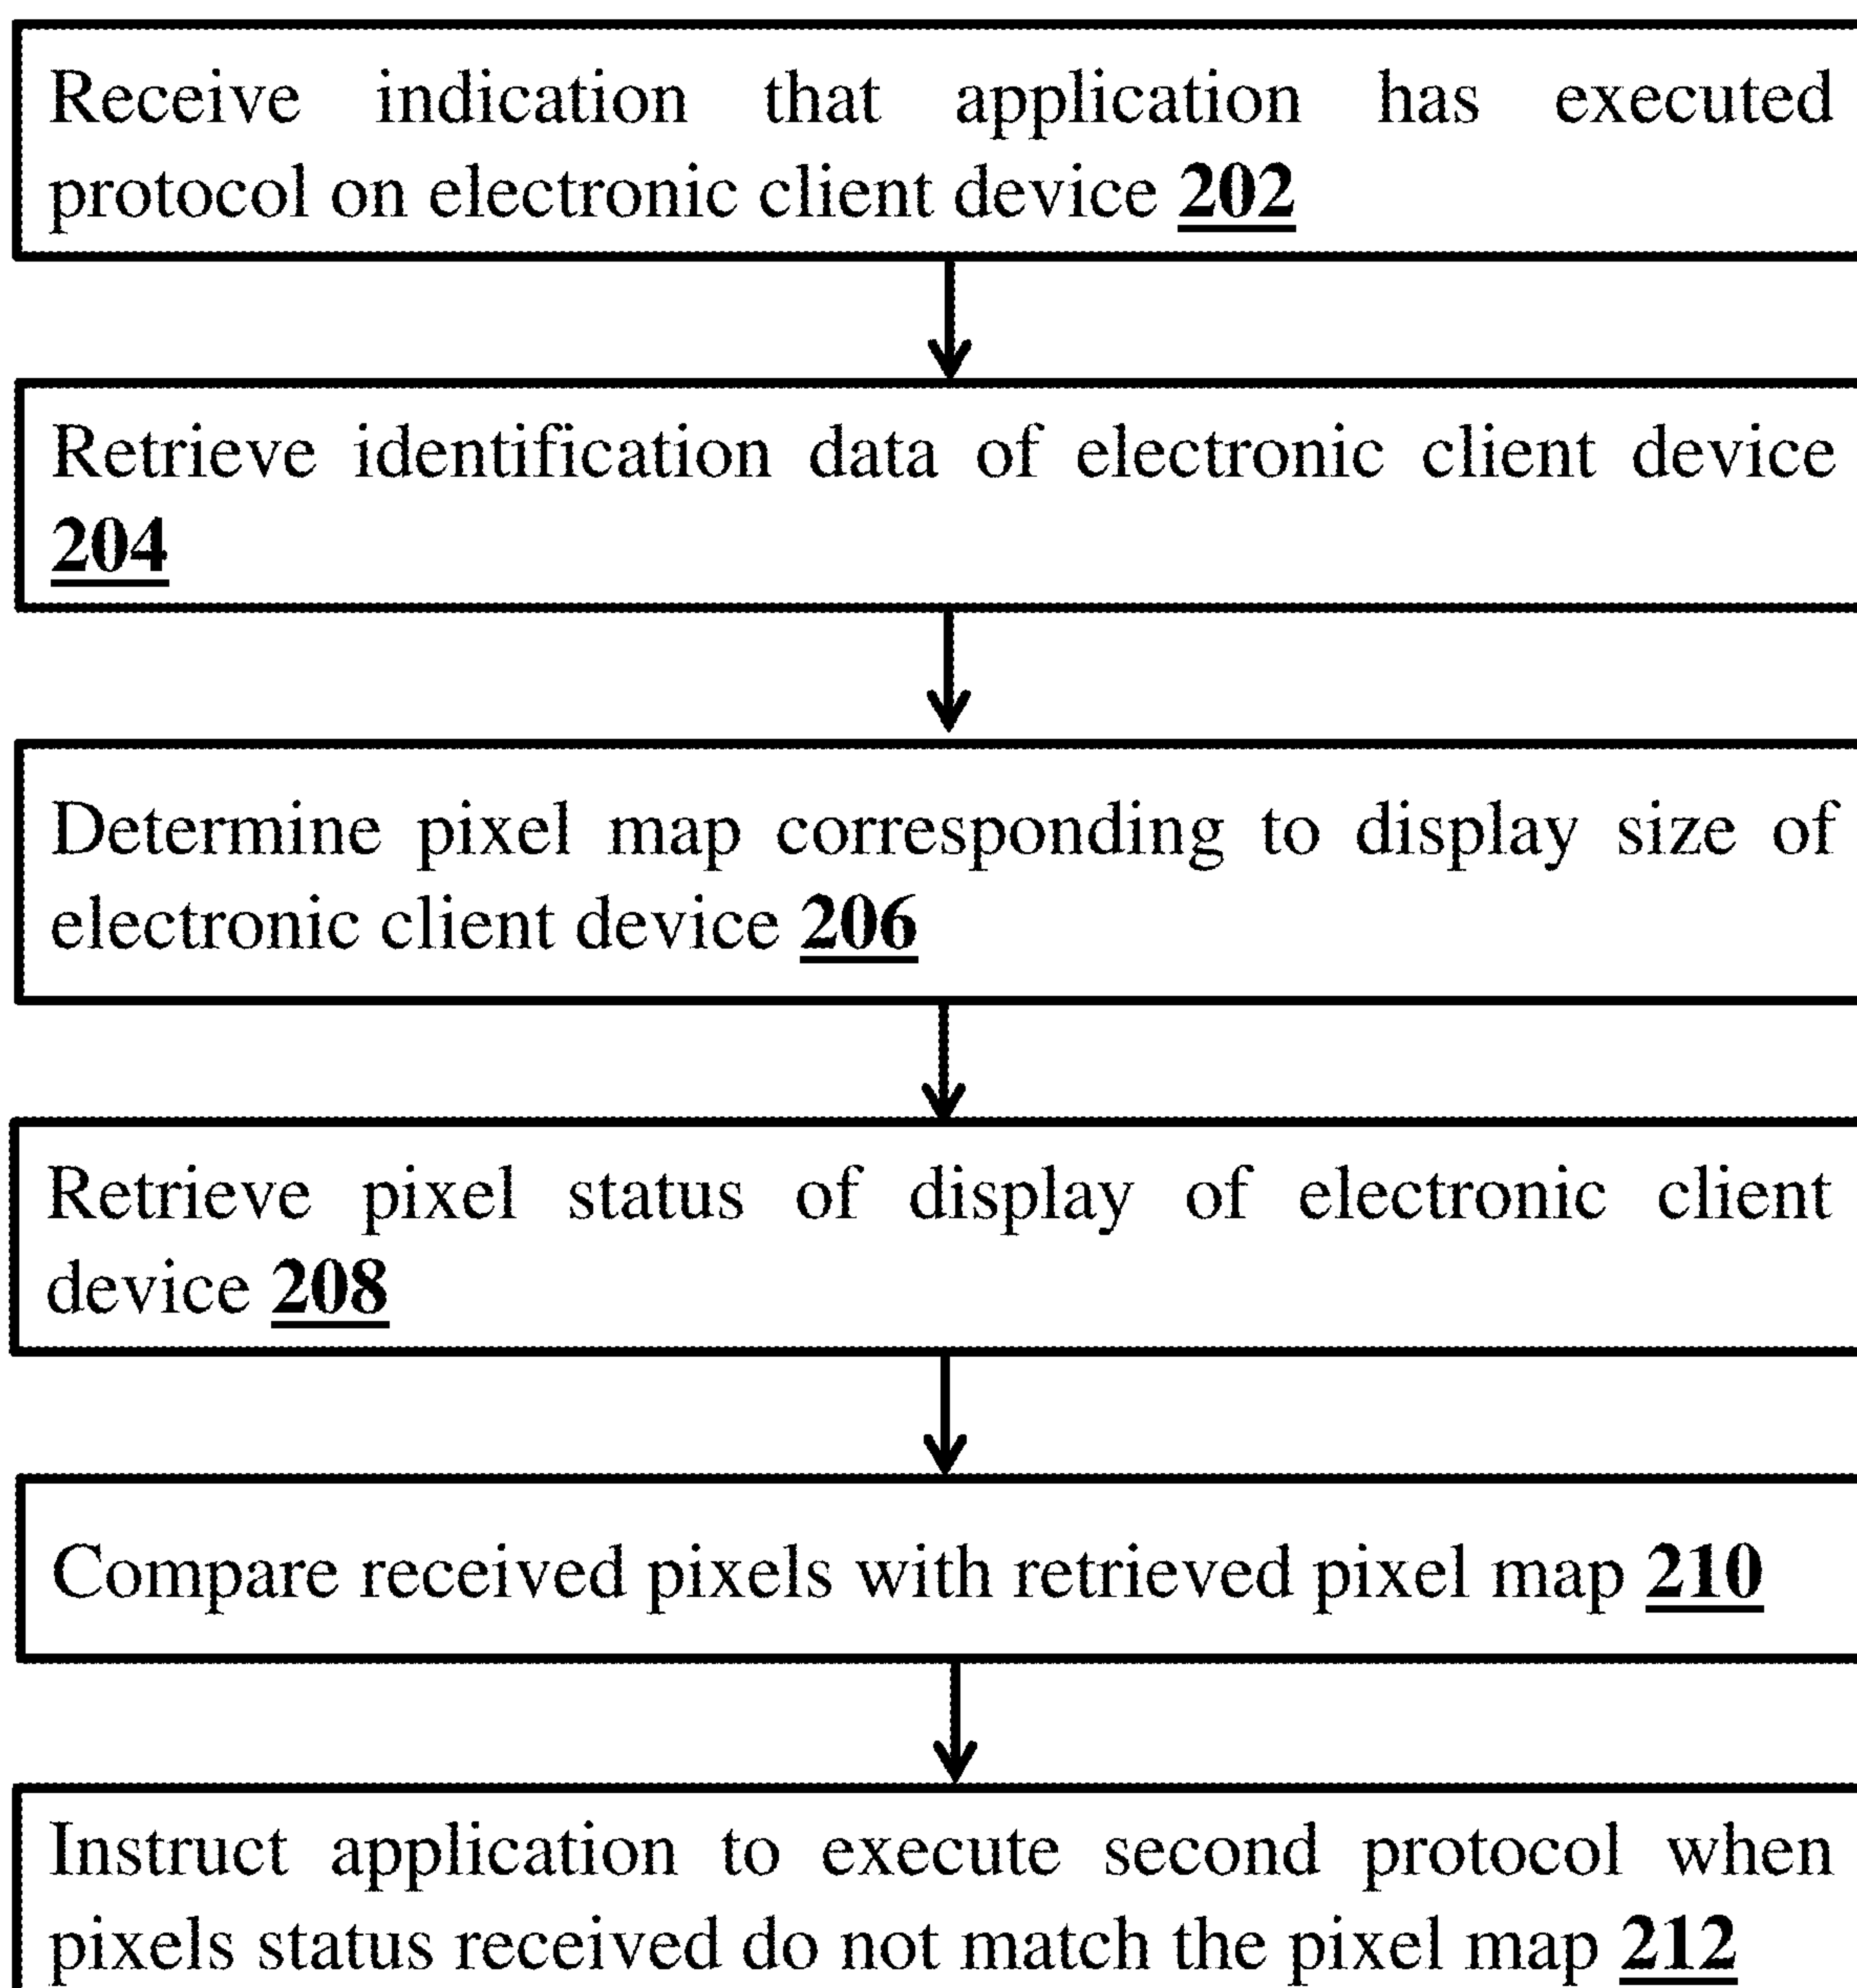 Receive indication that application has executed
protocol on electronic client device 202
Retrieve identification data of electronic client device
204
Determine pixel map corresponding to display size of
electronic client device 206
Retrieve pixel status of display of electronic client
device 208
Compare received pixels with retrieved pixel map 210
Instruct application to execute second protocol when
pixels status received do not match the pixel map 212